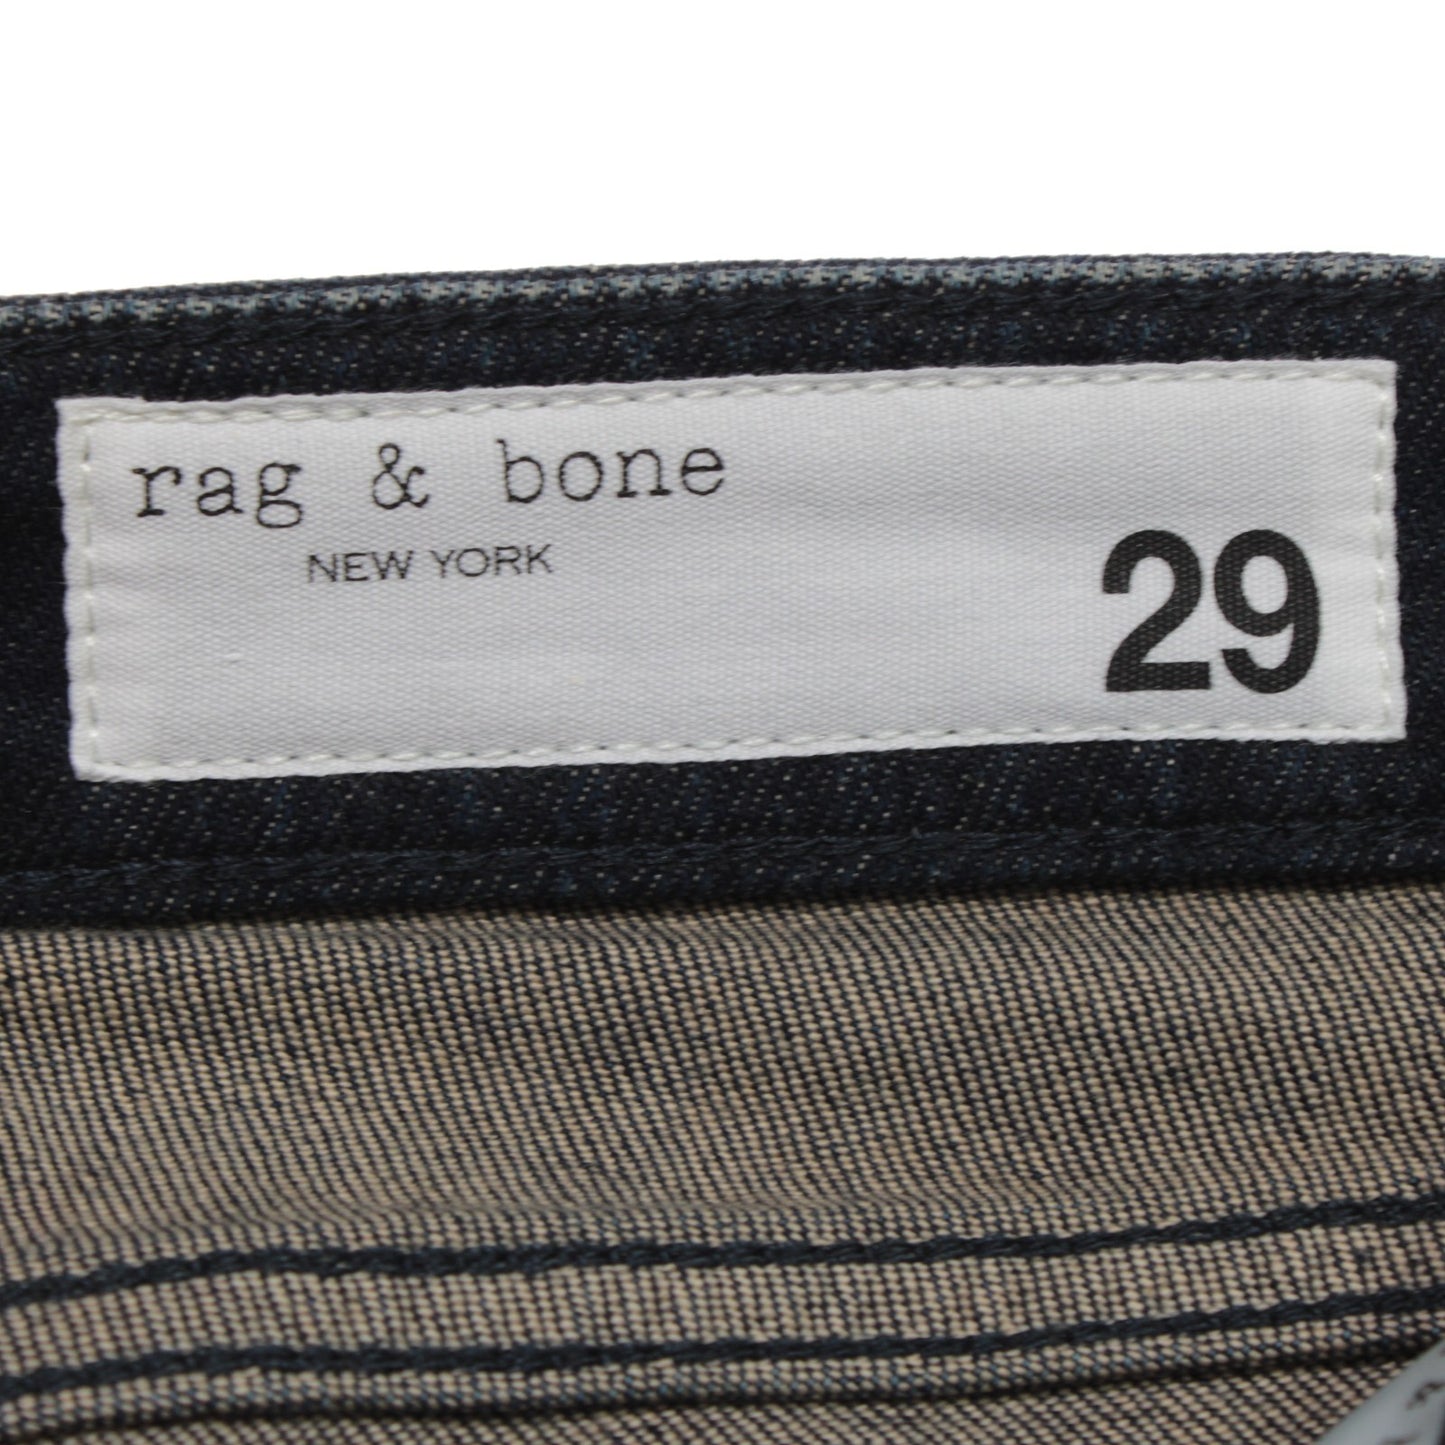 rag & bone
NEW YORK
29